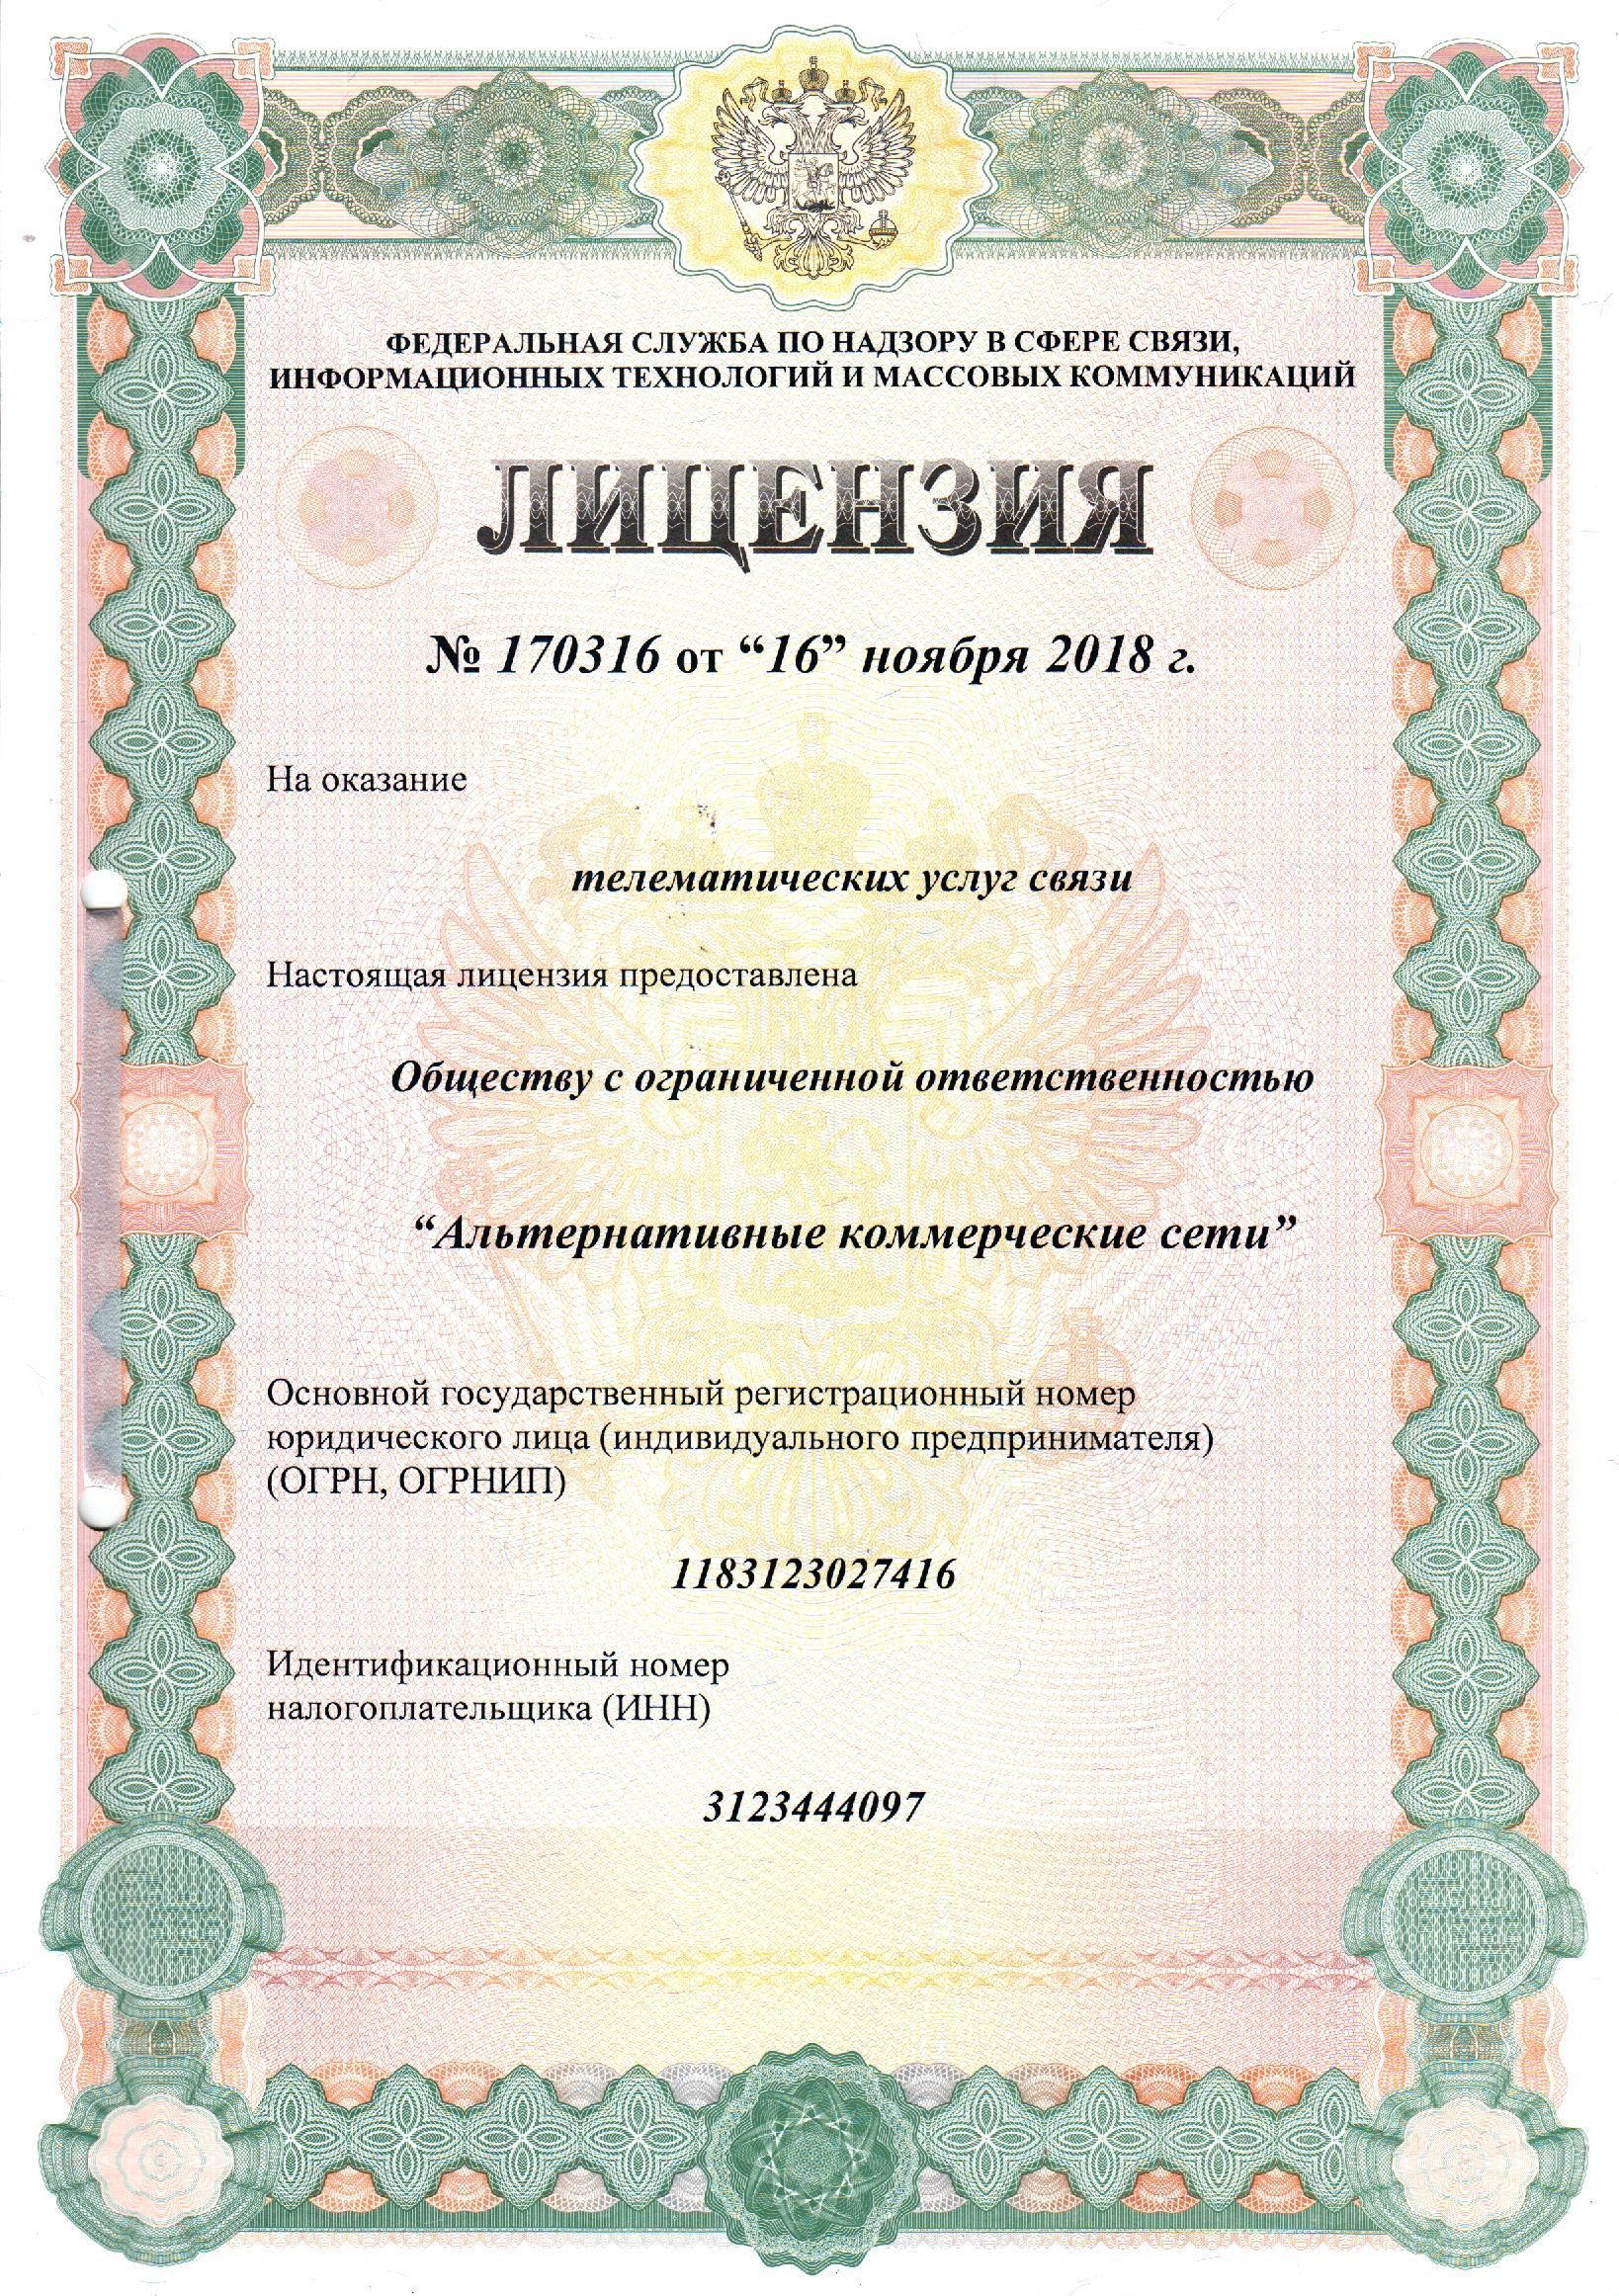 ФЕДЕРАЛЬНАЯ СЛУЖБА ПО НАДЗОРУ В СФЕРЕ СВЯЗИ,
ИНФОРМАЦИОННЫХ ТЕХНОЛОГИЙ И МАССОВЫХ КОММУНИКАЦИЙ
ЛИЦЕНЗИЯ
№ 170316 от “16” ноября 2018 г.
На оказание
телематических услуг связи
Настоящая лицензия предоставлена
Обществу с ограниченной ответственностью
“Альтернативные коммерческие сети”
Основной государственный регистрационный номер
юридического лица (индивидуального предпринимателя)
(ОГРН, ОГРНИП)
1183123027416
Идентификационный номер
налогоплательщика (ИНН)
3123444097